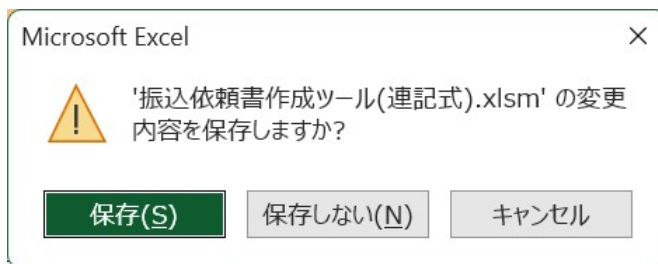 Microsoft Excel
'振込依頼書作成ツール(連記式).xlsm' の変更
内容を保存しますか?
保存(S) 保存しない(N) キャンセル